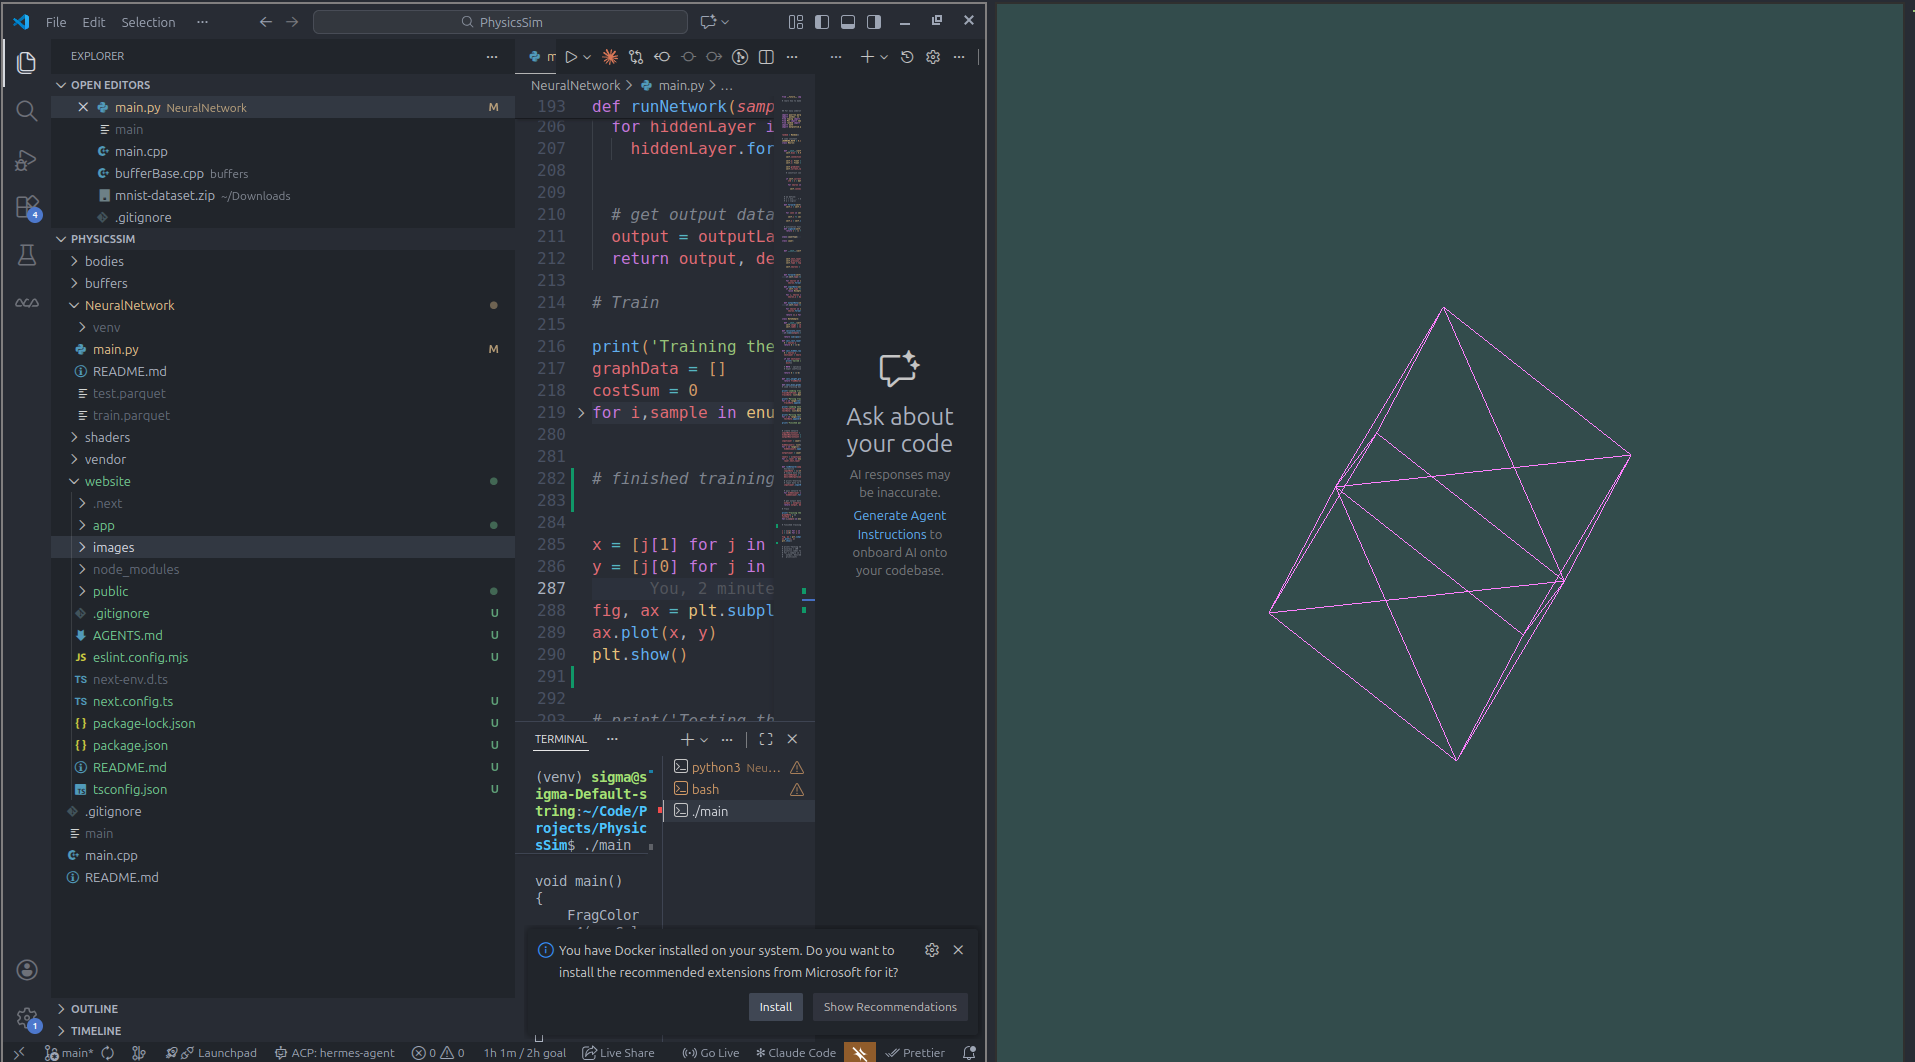 File Edit Selection ··· PhysicsSim
EXPLORER
OPEN EDITORS
main.py NeuralNetwork M
main
main.cpp
bufferBase.cpp buffers
mnist-dataset.zip ~/Downloads
.gitignore
PHYSICSSIM
bodies
buffers
NeuralNetwork
venv
main.py M
README.md
test.parquet
train.parquet
shaders
vendor
website
.next
app
images
node_modules
public
.gitignore U
AGENTS.md U
JS eslint.config.mjs U
TS next-env.d.ts
TS next.config.ts U
{} package-lock.json U
{} package.json U
README.md U
TS tsconfig.json U
.gitignore
main
main.cpp
README.md
OUTLINE
TIMELINE
4
1
m
NeuralNetwork > main.py > ...
193 def runNetwork(samp
206 for hiddenLayer i
207 hiddenLayer.for
208
209
210 # get output data
211 output = outputLa
212 return output, de
213
214 # Train
215
216 print('Training the
217 graphData = []
218 costSum = 0
219 for i,sample in enu
280
281
282 # finished training
283
284
285 x = [j[1] for j in
286 y = [j[0] for j in
287 You, 2 minute
288 fig, ax = plt.subpl
289 ax.plot(x, y)
290 plt.show()
291
292
293 # print('Testing th
Ask about
your code
AI responses may
be inaccurate.
Generate Agent
Instructions to
onboard AI onto
your codebase.
TERMINAL ···
(venv) sigma@s
igma-Default-s
tring:~/Code/P
rojects/Physic
sSim$ ./main
void main()
{
FragColor
python3 Neu...
bash
./main
You have Docker installed on your system. Do you want to
install the recommended extensions from Microsoft for it?
Install Show Recommendations
main* Launchpad ACP: hermes-agent 0 0 1h 1m / 2h goal Live Share Go Live Claude Code Prettier